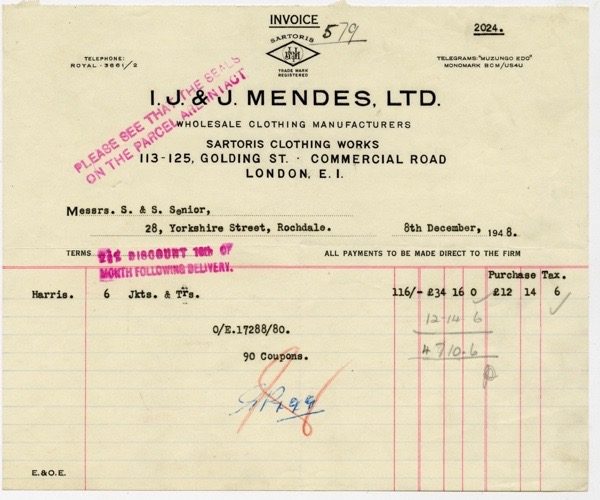 INVOICE
579
2024.
SARTORIS
TRADE MARK
REGISTERED
TELEPHONE:
ROYAL - 3661/2
TELEGRAMS: "MUZUNGO EDO"
MONOMARK BCM/US4U
PLEASE SEE THAT THE SEALS
ON THE PARCEL ARE INTACT
I. J. & J. MENDES, LTD.
WHOLESALE CLOTHING MANUFACTURERS
SARTORIS CLOTHING WORKS
113-125, GOLDING ST. · COMMERCIAL ROAD
LONDON, E. I.
Messrs. S. & S. Senior,
28, Yorkshire Street, Rochdale. 8th December, 1948.
TERMS DISCOUNT 10th OF
MONTH FOLLOWING DELIVERY.
ALL PAYMENTS TO BE MADE DIRECT TO THE FIRM
Purchase Tax.
Harris. 6 Jkts. & Trs. 116/- £34 16 0 £12 14 6
12-14 6
O/E.17288/80.
47 10.6
90 Coupons.
E. & O. E.